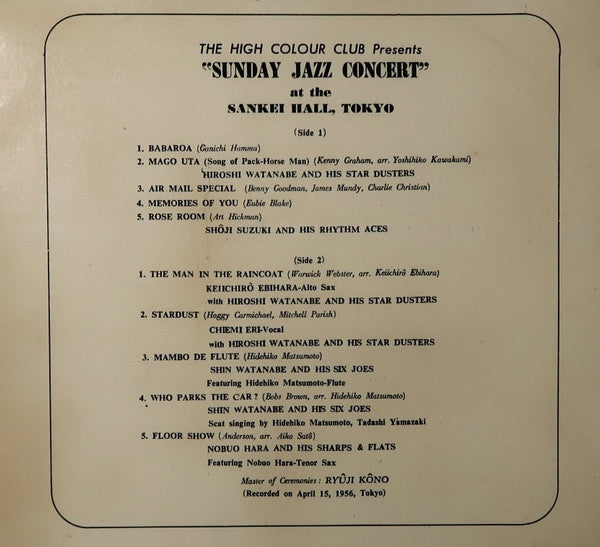 THE HIGH COLOUR CLUB Presents
"SUNDAY JAZZ CONCERT"
at the
SANKEI HALL, TOKYO
(Side 1)
1. BABAROA (Ganichi Hamma)
2. MAGO UTA (Song of Pack-Horse Man) (Kenny Graham, arr. Yoshihiko Kawakami)
HIROSHI WATANABE AND HIS STAR DUSTERS
3. AIR MAIL SPECIAL (Benny Goodman, James Mundy, Charlie Christian)
4. MEMORIES OF YOU (Eubie Blake)
5. ROSE ROOM (Art Hickman)
SHÔJI SUZUKI AND HIS RHYTHM ACES
(Side 2)
1. THE MAN IN THE RAINCOAT (Warwick Webster, arr. Keiichirô Ebihara)
KEIICHIRÔ EBIHARA-Alto Sax
with HIROSHI WATANABE AND HIS STAR DUSTERS
2. STARDUST (Hoggy Carmichael, Mitchell Parish)
CHIEMI ERI-Vocal
with HIROSHI WATANABE AND HIS STAR DUSTERS
3. MAMBO DE FLUTE (Hidehiko Matsumoto)
SHIN WATANABE AND HIS SIX JOES
Featuring Hidehiko Matsumoto-Flute
4. WHO PARKS THE CAR? (Bobs Brown, arr. Hidehiko Matsumoto)
SHIN WATANABE AND HIS SIX JOES
Scat singing by Hidehiko Matsumoto, Tadashi Yamazaki
5. FLOOR SHOW (Anderson, arr. Aiko Satô)
NOBUO HARA AND HIS SHARPS & FLATS
Featuring Nobuo Hara-Tenor Sax
Master of Ceremonies: RYÛJI KÔNO
(Recorded on April 15, 1956, Tokyo)